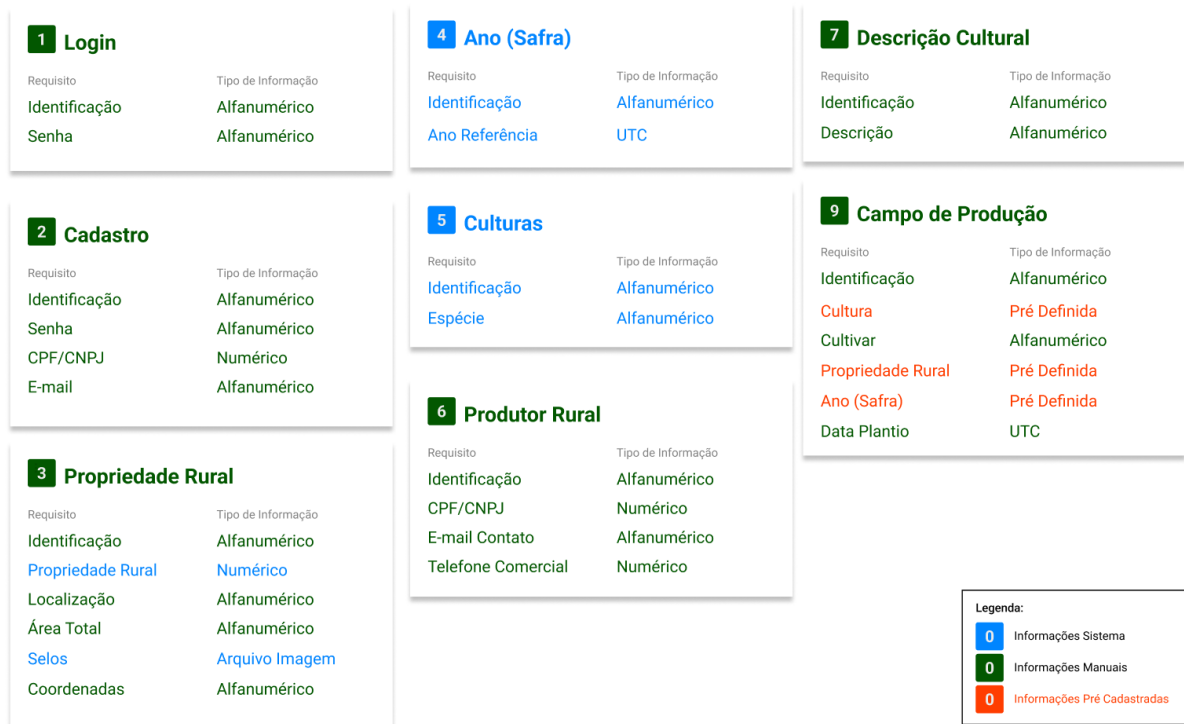 1 Login
Requisito Tipo de Informação
Identificação Alfanumérico
Senha Alfanumérico
2 Cadastro
Requisito Tipo de Informação
Identificação Alfanumérico
Senha Alfanumérico
CPF/CNPJ Numérico
E-mail Alfanumérico
3 Propriedade Rural
Requisito Tipo de Informação
Identificação Alfanumérico
Propriedade Rural Numérico
Localização Alfanumérico
Área Total Alfanumérico
Selos Arquivo Imagem
Coordenadas Alfanumérico
4 Ano (Safra)
Requisito Tipo de Informação
Identificação Alfanumérico
Ano Referência UTC
5 Culturas
Requisito Tipo de Informação
Identificação Alfanumérico
Espécie Alfanumérico
6 Produtor Rural
Requisito Tipo de Informação
Identificação Alfanumérico
CPF/CNPJ Numérico
E-mail Contato Alfanumérico
Telefone Comercial Numérico
7 Descrição Cultural
Requisito Tipo de Informação
Identificação Alfanumérico
Descrição Alfanumérico
9 Campo de Produção
Requisito Tipo de Informação
Identificação Alfanumérico
Cultura Pré Definida
Cultivar Alfanumérico
Propriedade Rural Pré Definida
Ano (Safra) Pré Definida
Data Plantio UTC
Legenda:
0 Informações Sistema
0 Informações Manuais
0 Informações Pré Cadastradas